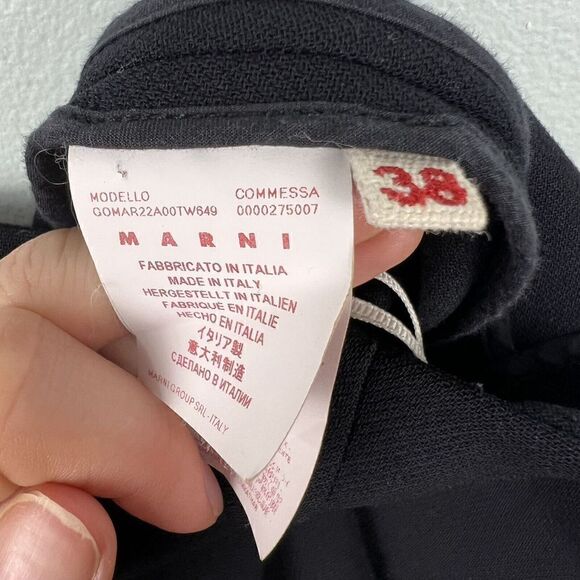 MODELLO COMMESSA
GOMAR22A00TW649 0000275007
38
MARNI
FABBRICATO IN ITALIA
MADE IN ITALY
HERGESTELLT IN ITALIEN
FABRIQUÉ EN ITALIE
HECHO EN ITALIA
イタリア製
意大利制造
СДЕЛАНО В ИТАЛИИ
MARNI GROUP SRL-ITALY